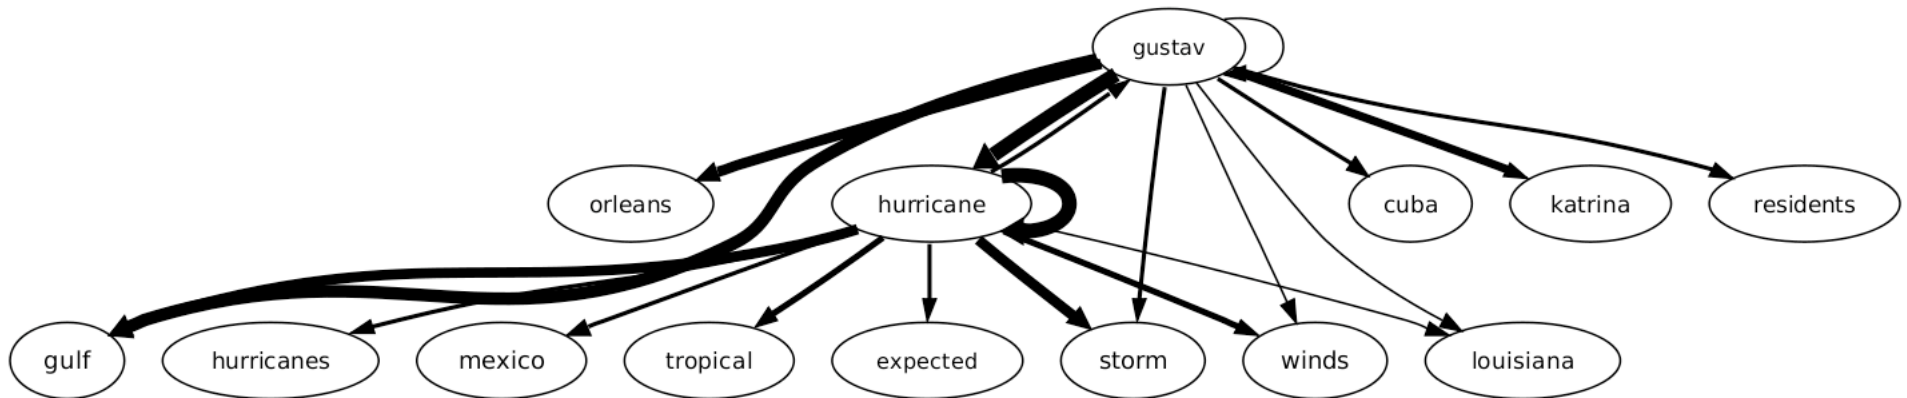 gustav
orleans hurricane cuba katrina residents
gulf hurricanes mexico tropical expected storm winds louisiana